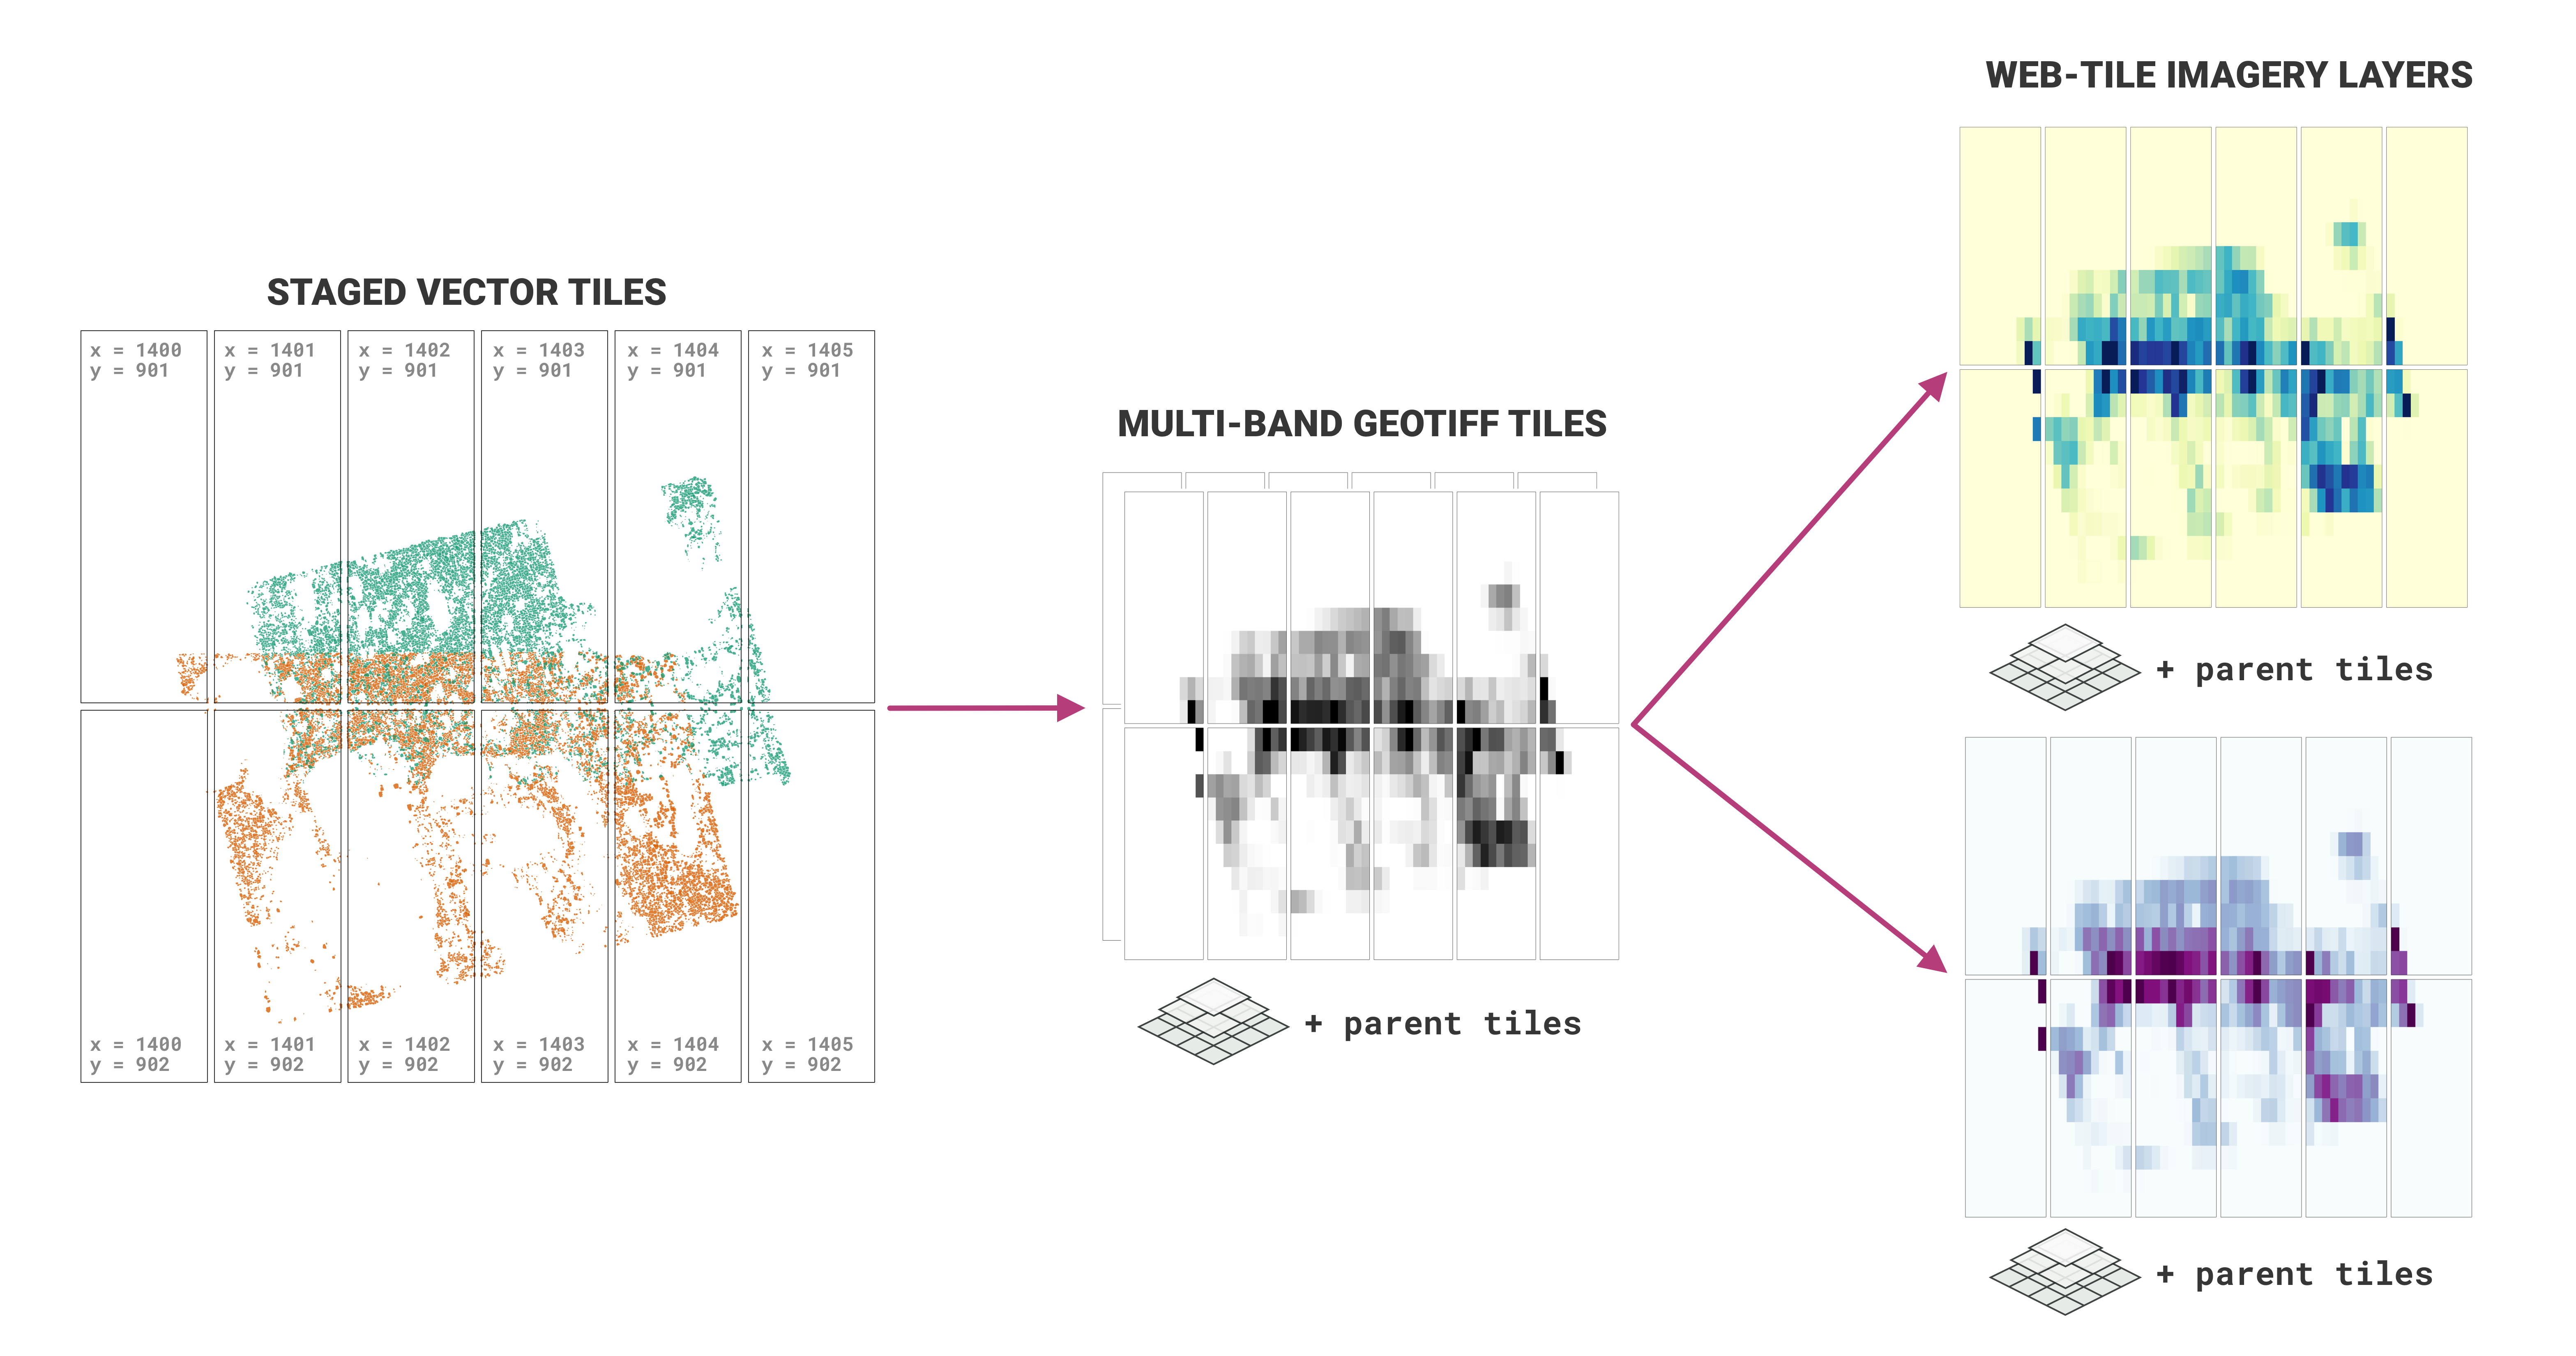 STAGED VECTOR TILES
x = 1400
y = 901
x = 1401
y = 901
x = 1402
y = 901
x = 1403
y = 901
x = 1404
y = 901
x = 1405
y = 901
x = 1400
y = 902
x = 1401
y = 902
x = 1402
y = 902
x = 1403
y = 902
x = 1404
y = 902
x = 1405
y = 902
MULTI-BAND GEOTIFF TILES
+ parent tiles
WEB-TILE IMAGERY LAYERS
+ parent tiles
+ parent tiles